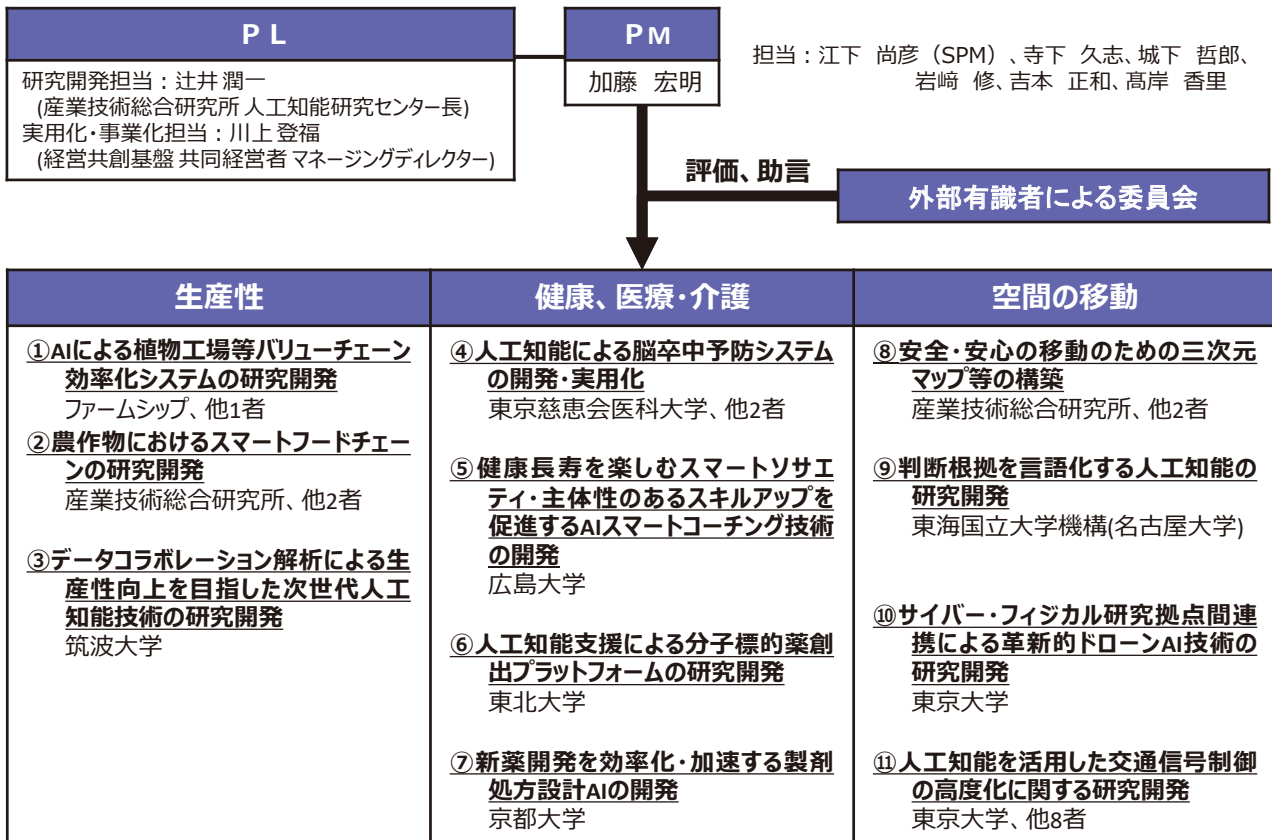 ＰＬ
研究開発担当：辻井 潤一
(産業技術総合研究所 人工知能研究センター長)
実用化・事業化担当：川上 登福
(経営共創基盤 共同経営者 マネージングディレクター)
ＰＭ
加藤 宏明
担当：江下 尚彦（SPM）、寺下 久志、城下 哲郎、
岩﨑 修、吉本 正和、髙岸 香里
評価、助言
外部有識者による委員会
生産性
①AIによる植物工場等バリューチェーン
効率化システムの研究開発
ファームシップ、他1者
②農作物におけるスマートフードチェー
ンの研究開発
産業技術総合研究所、他2者
③データコラボレーション解析による生
産性向上を目指した次世代人工
知能技術の研究開発
筑波大学
健康、医療・介護
④人工知能による脳卒中予防システム
の開発・実用化
東京慈恵会医科大学、他2者
⑤健康長寿を楽しむスマートソサエ
ティ・主体性のあるスキルアップを
促進するAIスマートコーチング技術
の開発
広島大学
⑥人工知能支援による分子標的薬創
出プラットフォームの研究開発
東北大学
⑦新薬開発を効率化・加速する製剤
処方設計AIの開発
京都大学
空間の移動
⑧安全・安心の移動のための三次元
マップ等の構築
産業技術総合研究所、他2者
⑨判断根拠を言語化する人工知能の
研究開発
東海国立大学機構(名古屋大学)
⑩サイバー・フィジカル研究拠点間連
携による革新的ドローンAI技術の
研究開発
東京大学
⑪人工知能を活用した交通信号制御
の高度化に関する研究開発
東京大学、他8者